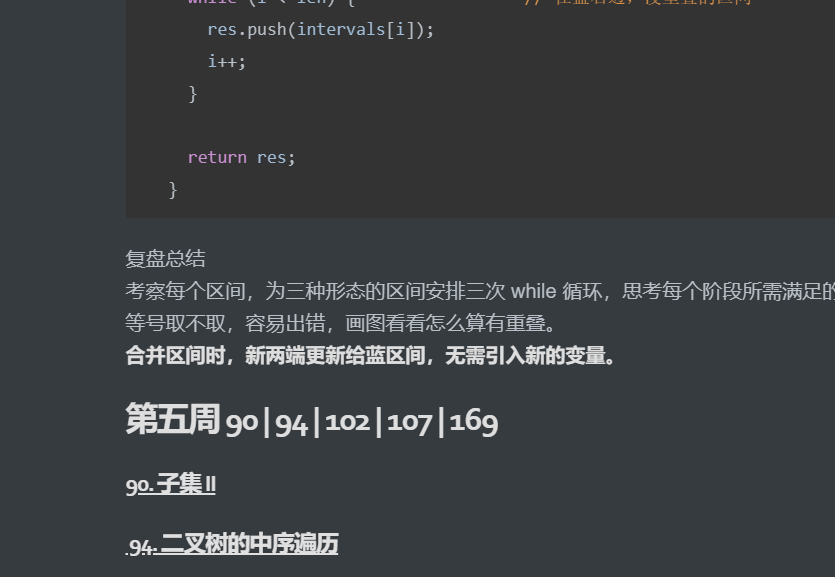 res.push(intervals[i]);
i++;
}
return res;
}
复盘总结
考察每个区间，为三种形态的区间安排三次 while 循环，思考每个阶段所需满足的
等号取不取，容易出错，画图看看怎么算有重叠。
合并区间时，新两端更新给蓝区间，无需引入新的变量。
第五周 90 | 94 | 102 | 107 | 169
90. 子集 II
94. 二叉树的中序遍历